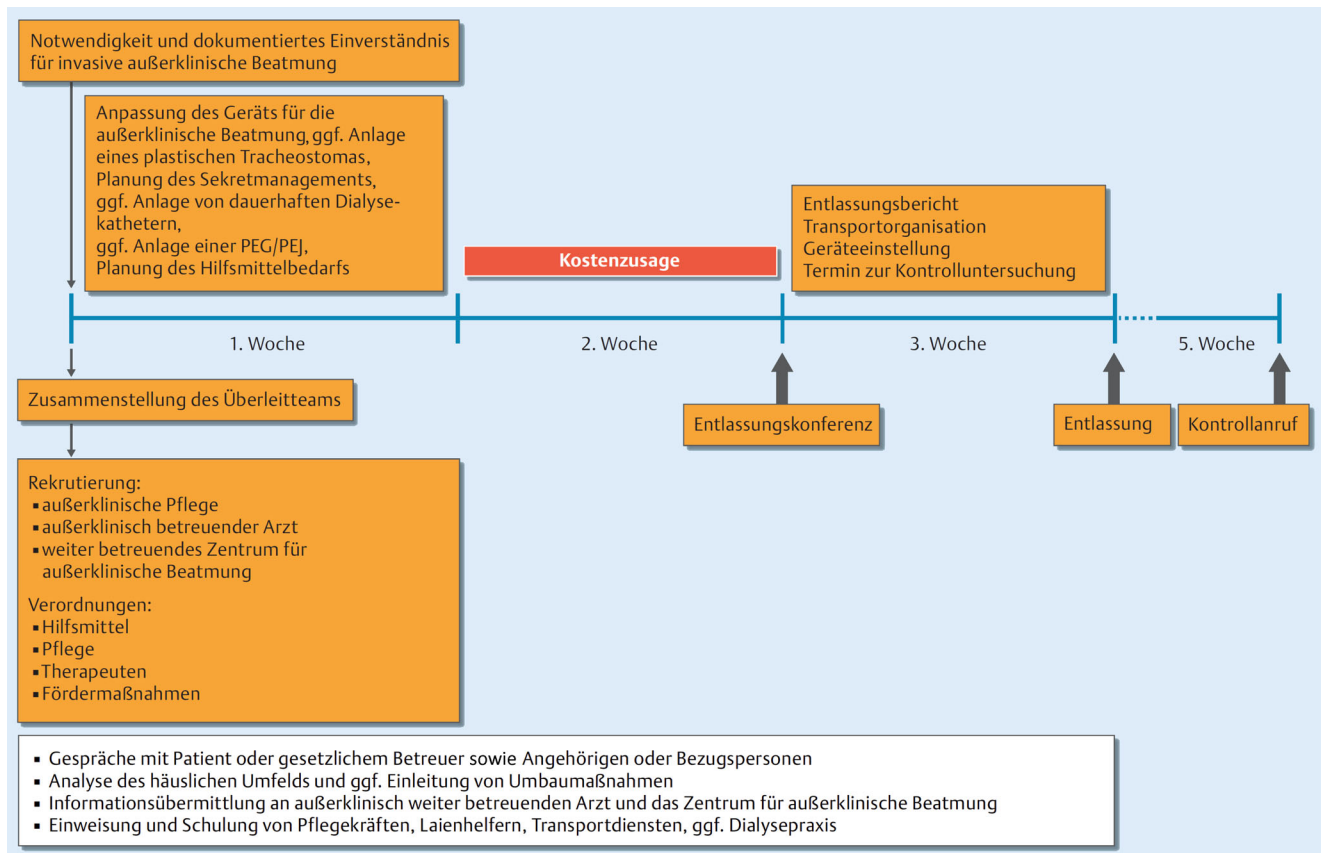 Notwendigkeit und dokumentiertes Einverständnis
für invasive außerklinische Beatmung
Anpassung des Geräts für die
außerklinische Beatmung, ggf. Anlage
eines plastischen Tracheostomas,
Planung des Sekretmanagements,
ggf. Anlage von dauerhaften Dialyse-
kathetern,
ggf. Anlage einer PEG/PEJ,
Planung des Hilfsmittelbedarfs
Kostenzusage
Entlassungsbericht
Transportorganisation
Geräteeinstellung
Termin zur Kontrolluntersuchung
1. Woche
2. Woche
3. Woche
5. Woche
Zusammenstellung des Überleitteams
Entlassungskonferenz
Entlassung
Kontrollanruf
Rekrutierung:
▪ außerklinische Pflege
▪ außerklinisch betreuender Arzt
▪ weiter betreuendes Zentrum für
außerklinische Beatmung
Verordnungen:
▪ Hilfsmittel
▪ Pflege
▪ Therapeuten
▪ Fördermaßnahmen
▪ Gespräche mit Patient oder gesetzlichem Betreuer sowie Angehörigen oder Bezugspersonen
▪ Analyse des häuslichen Umfelds und ggf. Einleitung von Umbaumaßnahmen
▪ Informationsübermittlung an außerklinisch weiter betreuenden Arzt und das Zentrum für außerklinische Beatmung
▪ Einweisung und Schulung von Pflegekräften, Laienhelfern, Transportdiensten, ggf. Dialysepraxis